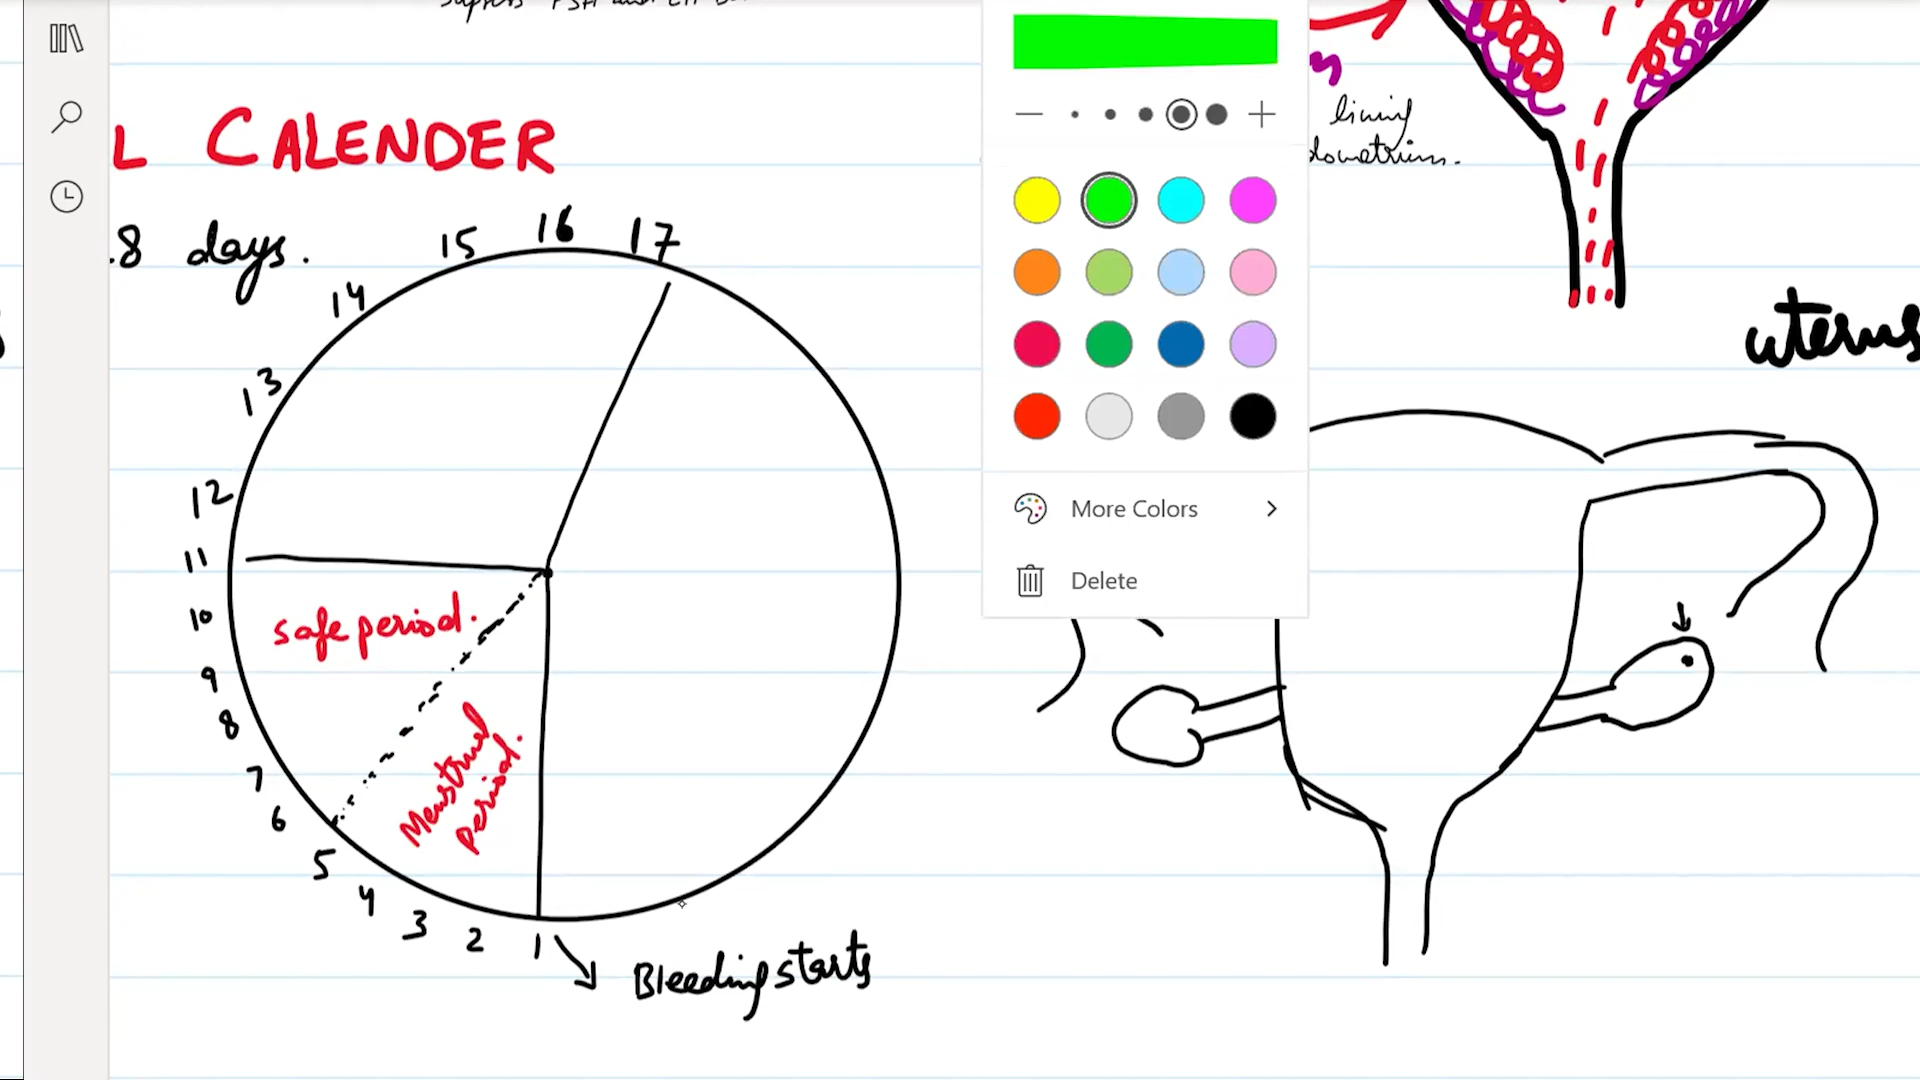 L CALENDER
.8 days.
15 16 17
14
13
12
11
10
9
8
7
6
5
4
3
2
1
safe period.
Menstrual
period.
Bleeding starts
More Colors
Delete
living
uterus